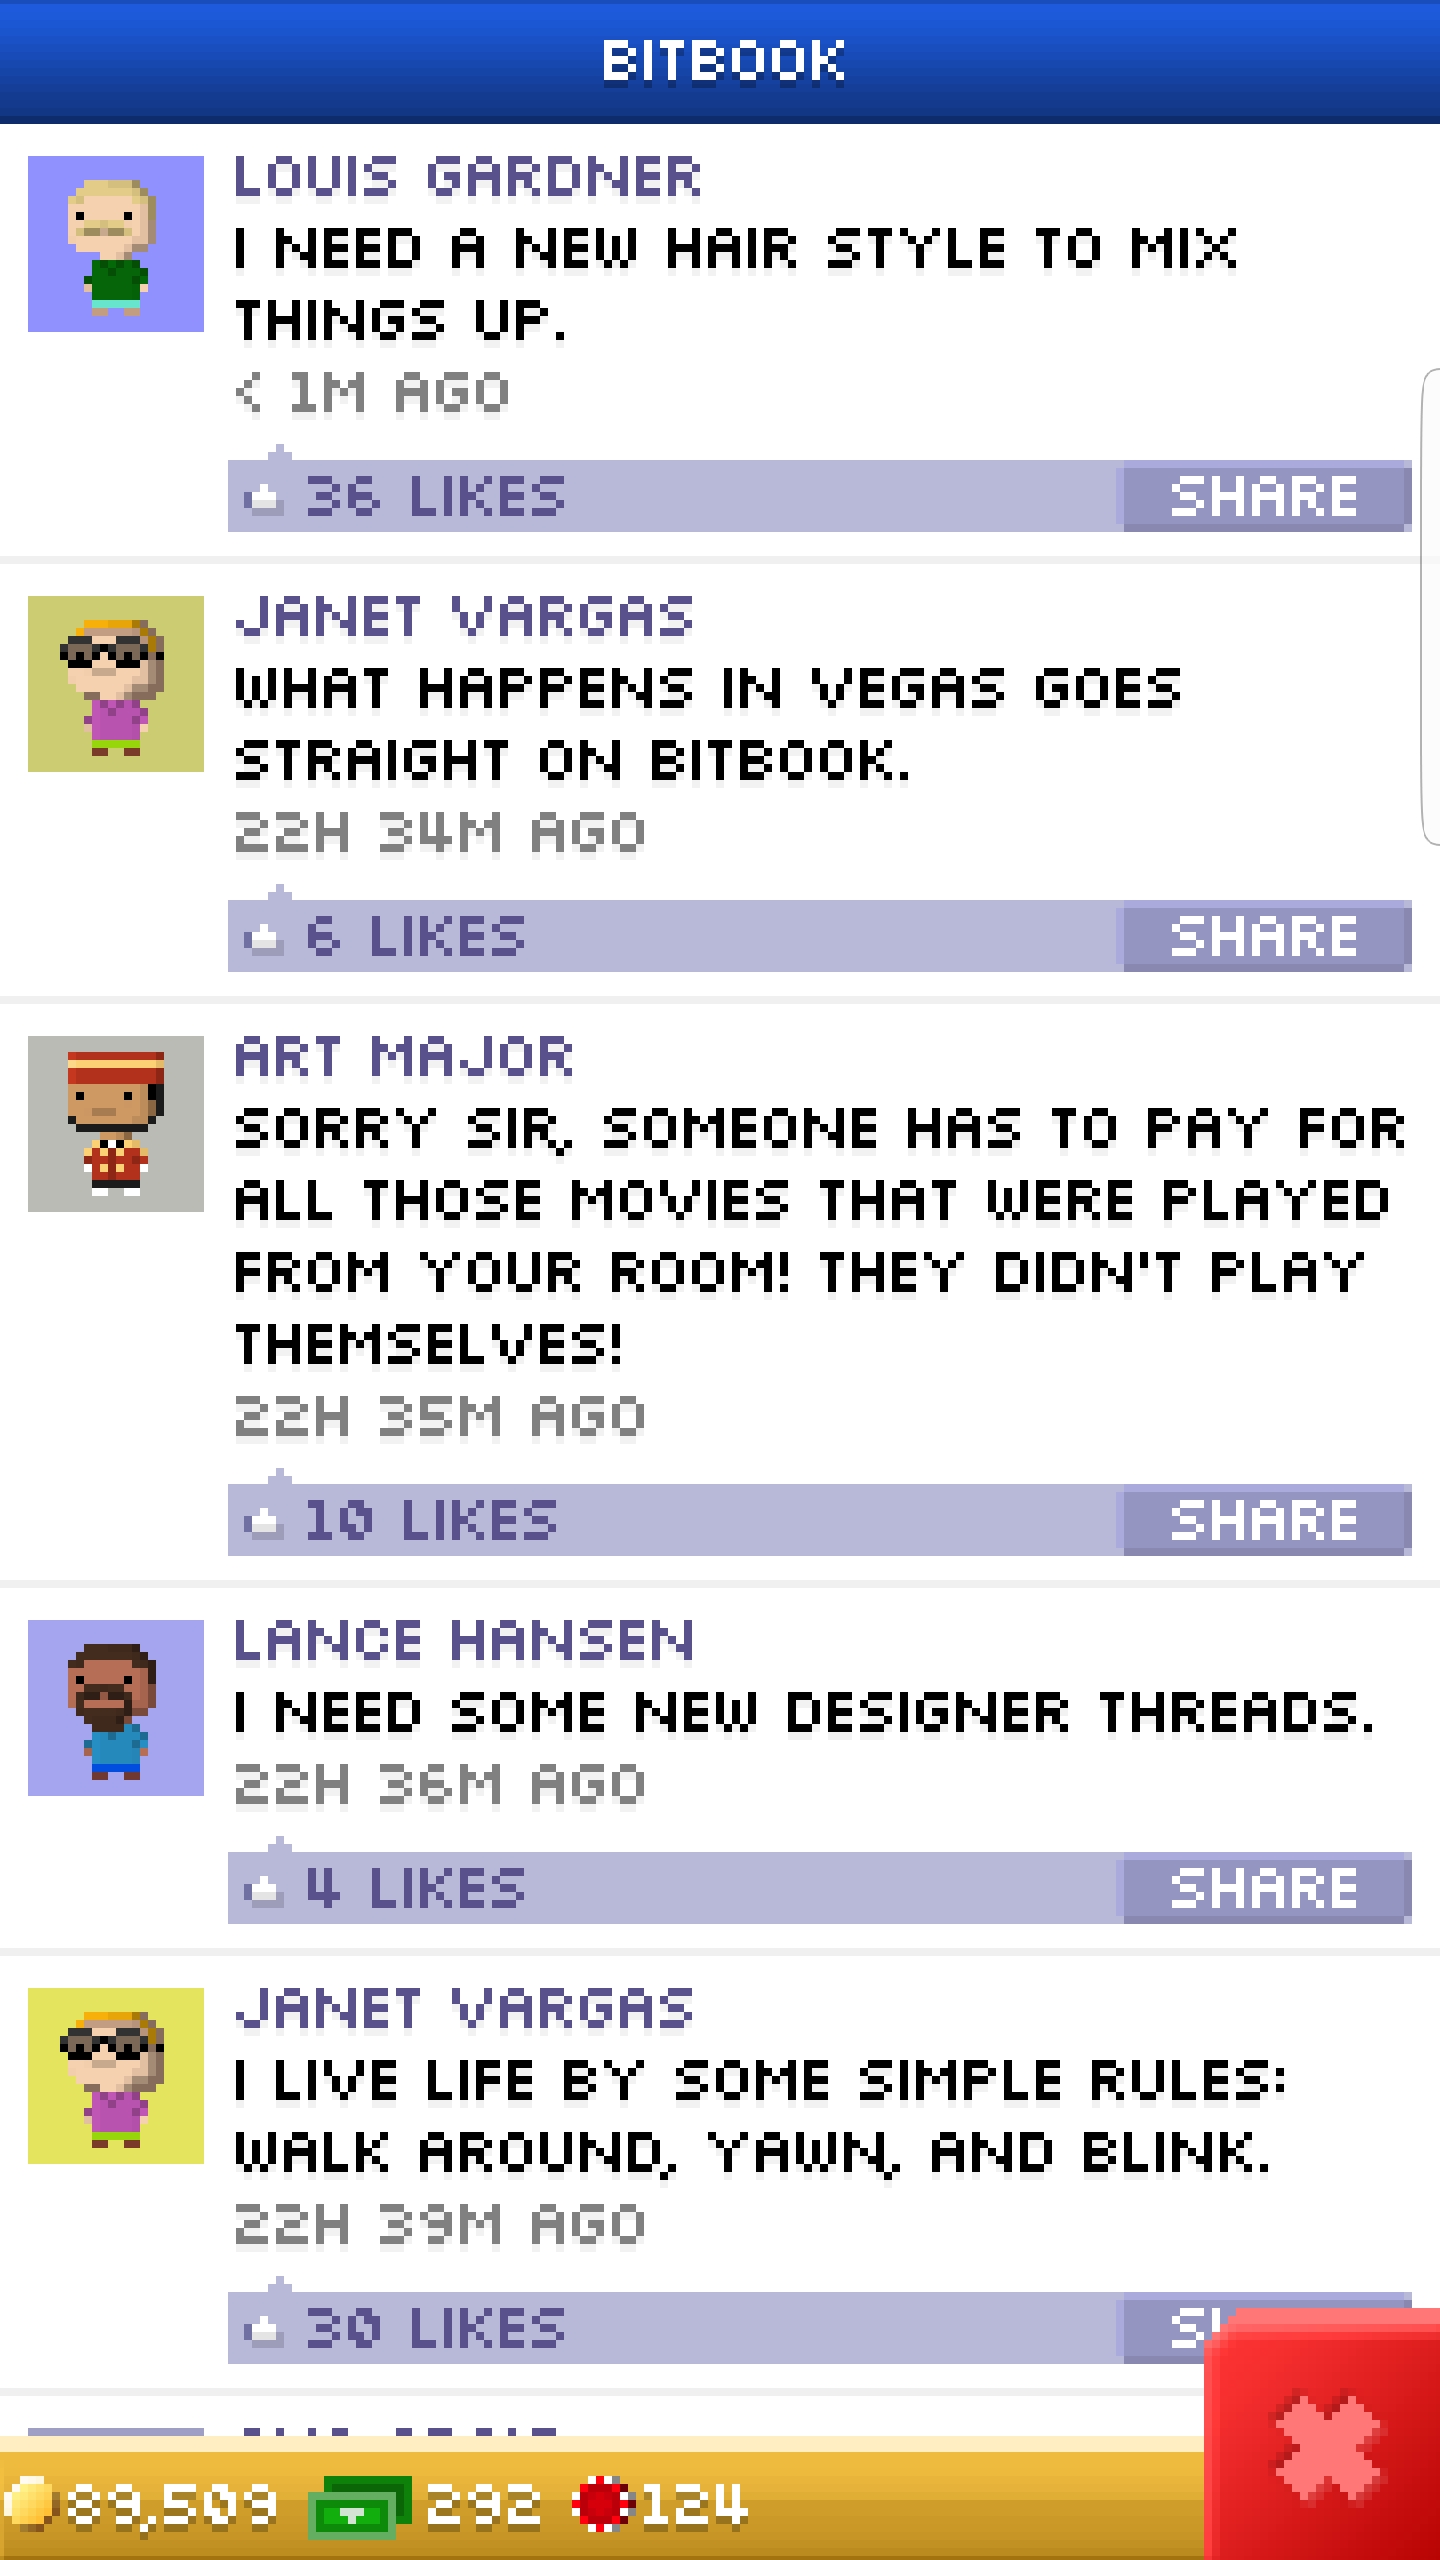 BITBOOK
LOUIS GARDNER
I NEED A NEW HAIR STYLE TO MIX
THINGS UP.
< 1M AGO
36 LIKES SHARE
JANET VARGAS
WHAT HAPPENS IN VEGAS GOES
STRAIGHT ON BITBOOK.
22H 34M AGO
6 LIKES SHARE
ART MAJOR
SORRY SIR, SOMEONE HAS TO PAY FOR
ALL THOSE MOVIES THAT WERE PLAYED
FROM YOUR ROOM! THEY DIDN'T PLAY
THEMSELVES!
22H 35M AGO
10 LIKES SHARE
LANCE HANSEN
I NEED SOME NEW DESIGNER THREADS.
22H 36M AGO
4 LIKES SHARE
JANET VARGAS
I LIVE LIFE BY SOME SIMPLE RULES:
WALK AROUND, YAWN, AND BLINK.
22H 39M AGO
30 LIKES
89,509 292 124